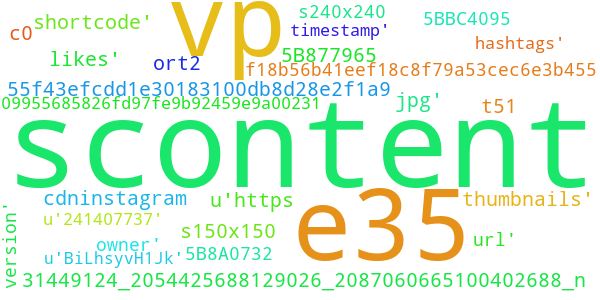 c0
shortcode'
vp
s240x240
5BBC4095
timestamp'
hashtags'
likes'
ort2
5B877965
f18b56b41eef18c8f79a53cec6e3b455
55f43efcdd1e30183100db8d28e2f1a9
09955685826fd97fe9b92459e9a00231
jpg'
t51
scontent
cdninstagram
u'https
e35
thumbnails'
version'
u'241407737'
s150x150
owner'
5B8A0732
url'
u'BiLhsyvH1Jk'
31449124_2054425688129026_2087060665100402688_n